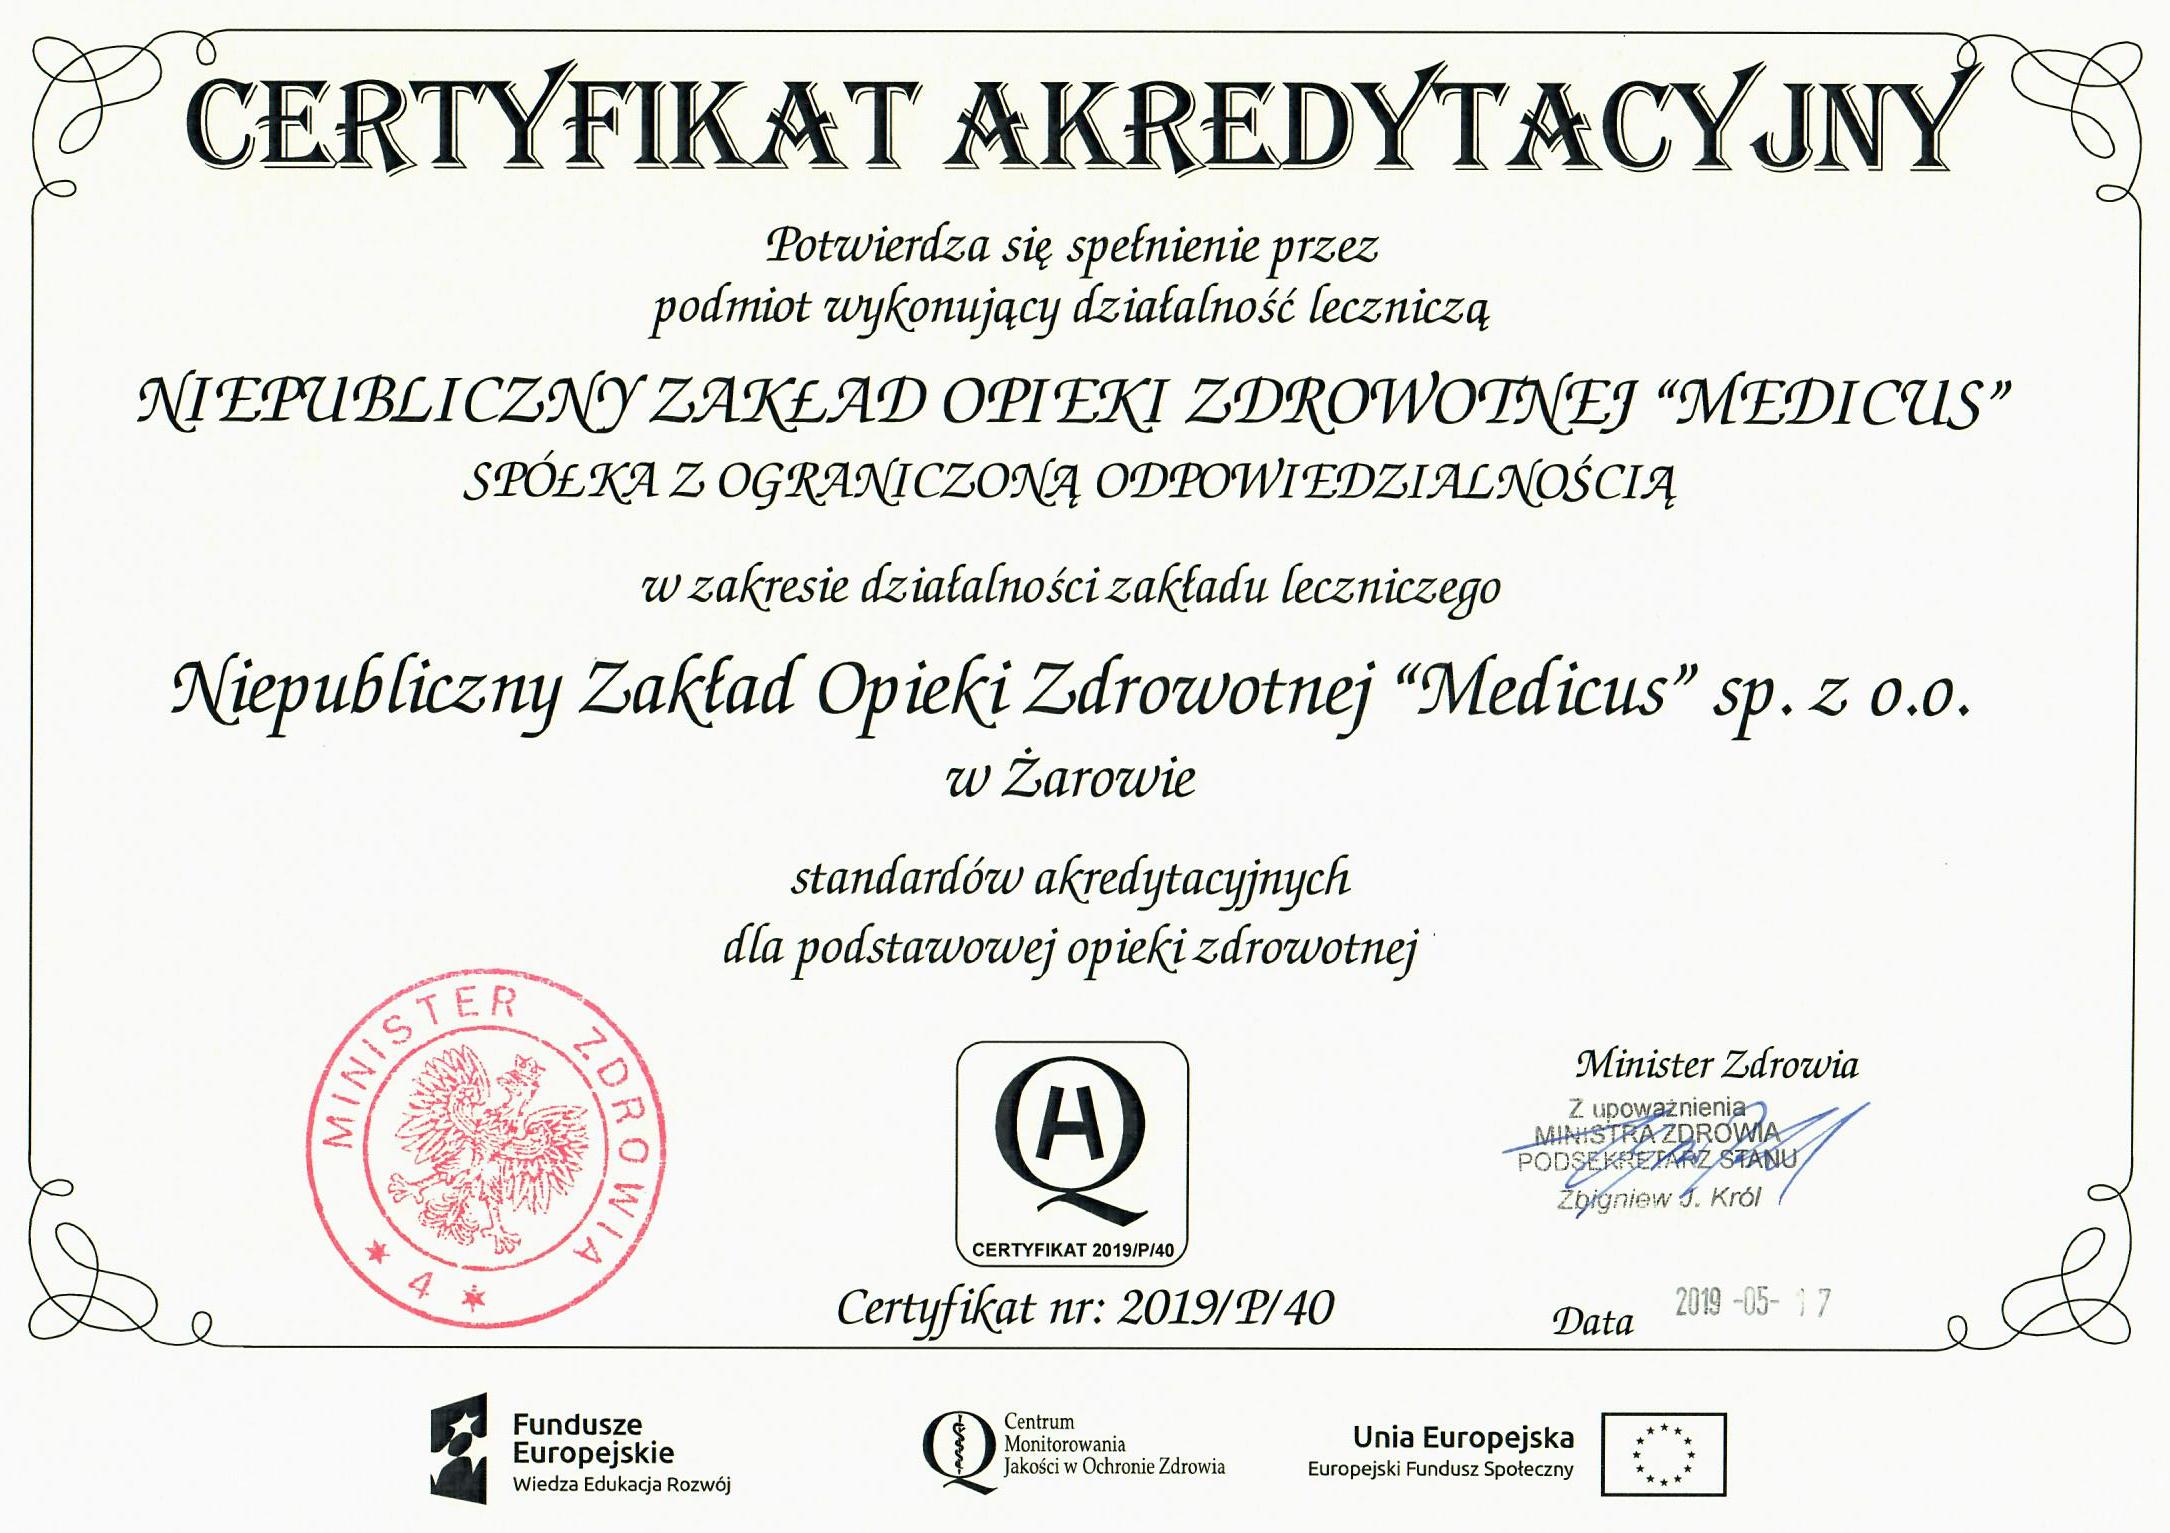 CERTYFIKAT AKREDYTACYJNY
Potwierdza się spełnienie przez
podmiot wykonujący działalność leczniczą
NIEPUBLICZNY ZAKŁAD OPIEKI ZDROWOTNEJ “MEDICUS”
SPÓŁKA Z OGRANICZONĄ ODPOWIEDZIALNOŚCIĄ
w zakresie działalności zakładu leczniczego
Niepubliczny Zakład Opieki Zdrowotnej “Medicus” sp. z o.o.
w Żarowie
standardów akredytacyjnych
dla podstawowej opieki zdrowotnej
MINISTER ZDROWIA
* 4 *
CERTYFIKAT 2019/P/40
Certyfikat nr: 2019/P/40
Minister Zdrowia
Z upoważnienia
MINISTRA ZDROWIA
PODSEKRETARZ STANU
Zbigniew J. Król
Data 2019 -05- 17
Fundusze
Europejskie
Wiedza Edukacja Rozwój
Centrum
Monitorowania
Jakości w Ochronie Zdrowia
Unia Europejska
Europejski Fundusz Społeczny